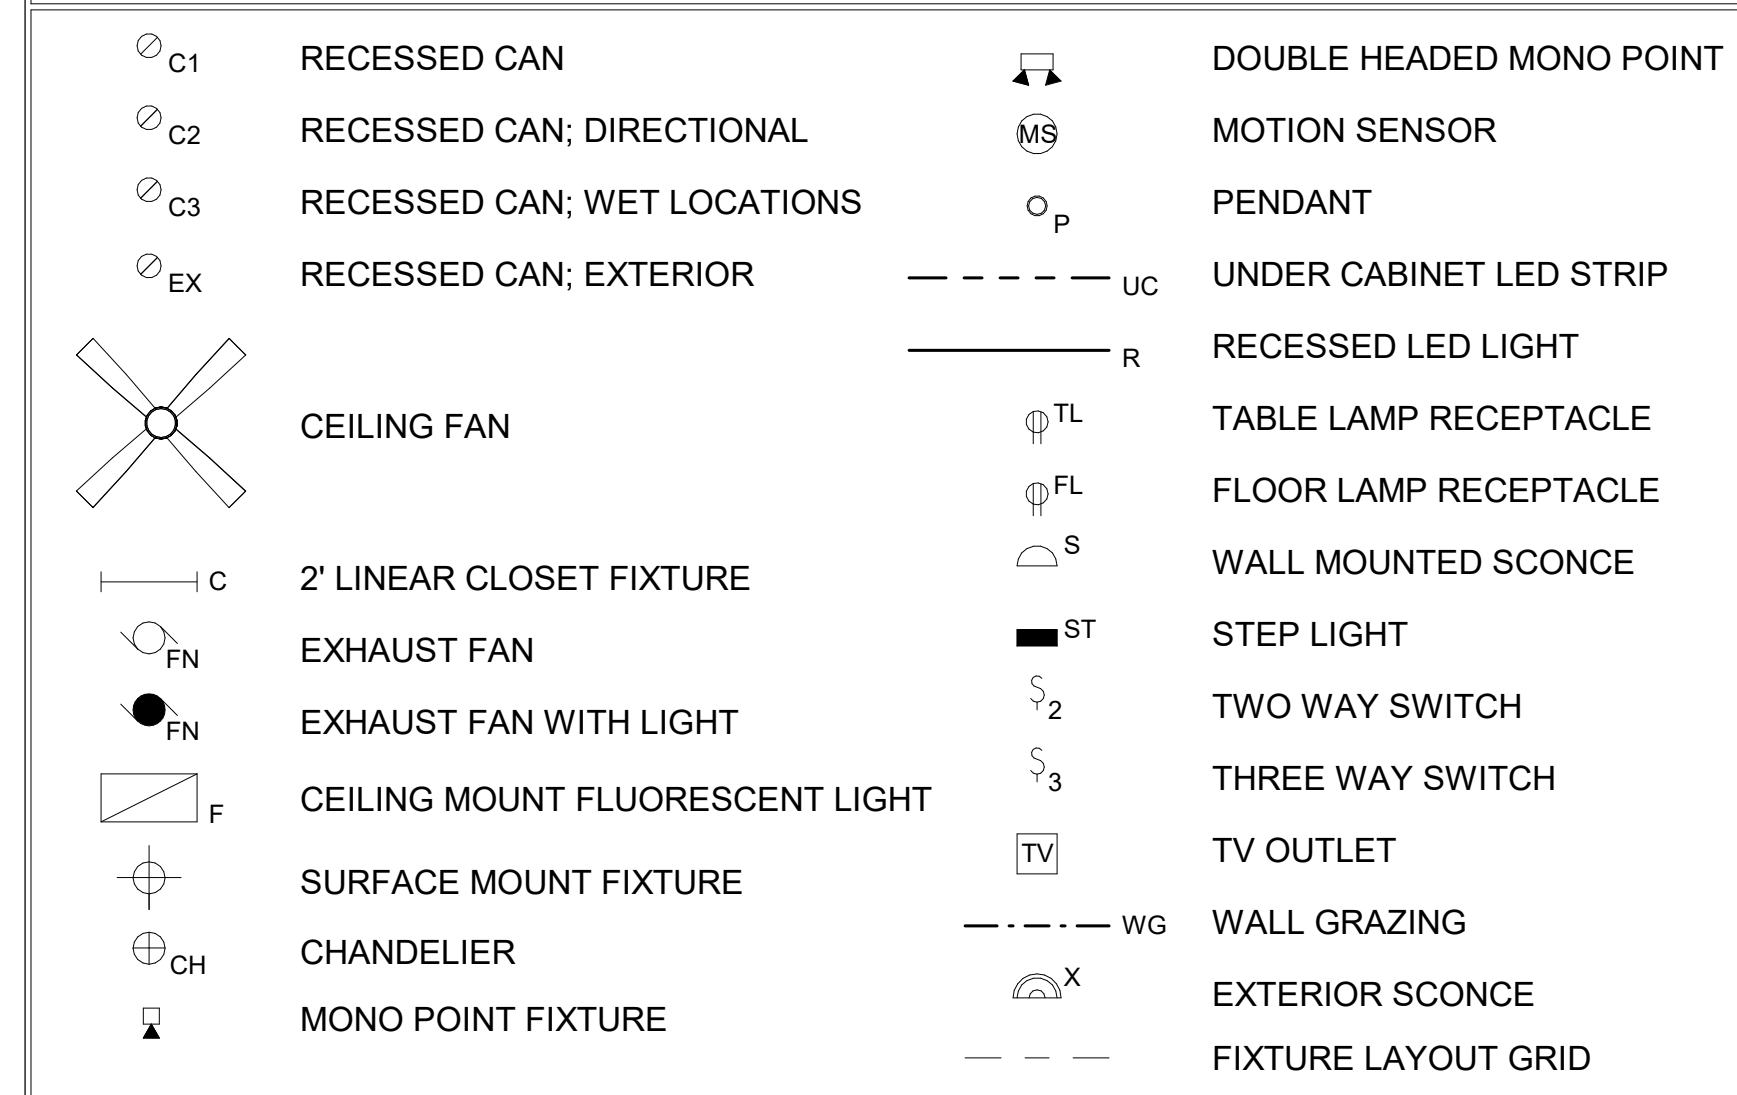 C1 RECESSED CAN
C2 RECESSED CAN; DIRECTIONAL
C3 RECESSED CAN; WET LOCATIONS
EX RECESSED CAN; EXTERIOR
CEILING FAN
C 2' LINEAR CLOSET FIXTURE
FN EXHAUST FAN
FN EXHAUST FAN WITH LIGHT
F CEILING MOUNT FLUORESCENT LIGHT
SURFACE MOUNT FIXTURE
CH CHANDELIER
MONO POINT FIXTURE
DOUBLE HEADED MONO POINT
MS MOTION SENSOR
P PENDANT
UC UNDER CABINET LED STRIP
R RECESSED LED LIGHT
TL TABLE LAMP RECEPTACLE
FL FLOOR LAMP RECEPTACLE
S WALL MOUNTED SCONCE
ST STEP LIGHT
2 TWO WAY SWITCH
3 THREE WAY SWITCH
TV TV OUTLET
WG WALL GRAZING
X EXTERIOR SCONCE
FIXTURE LAYOUT GRID